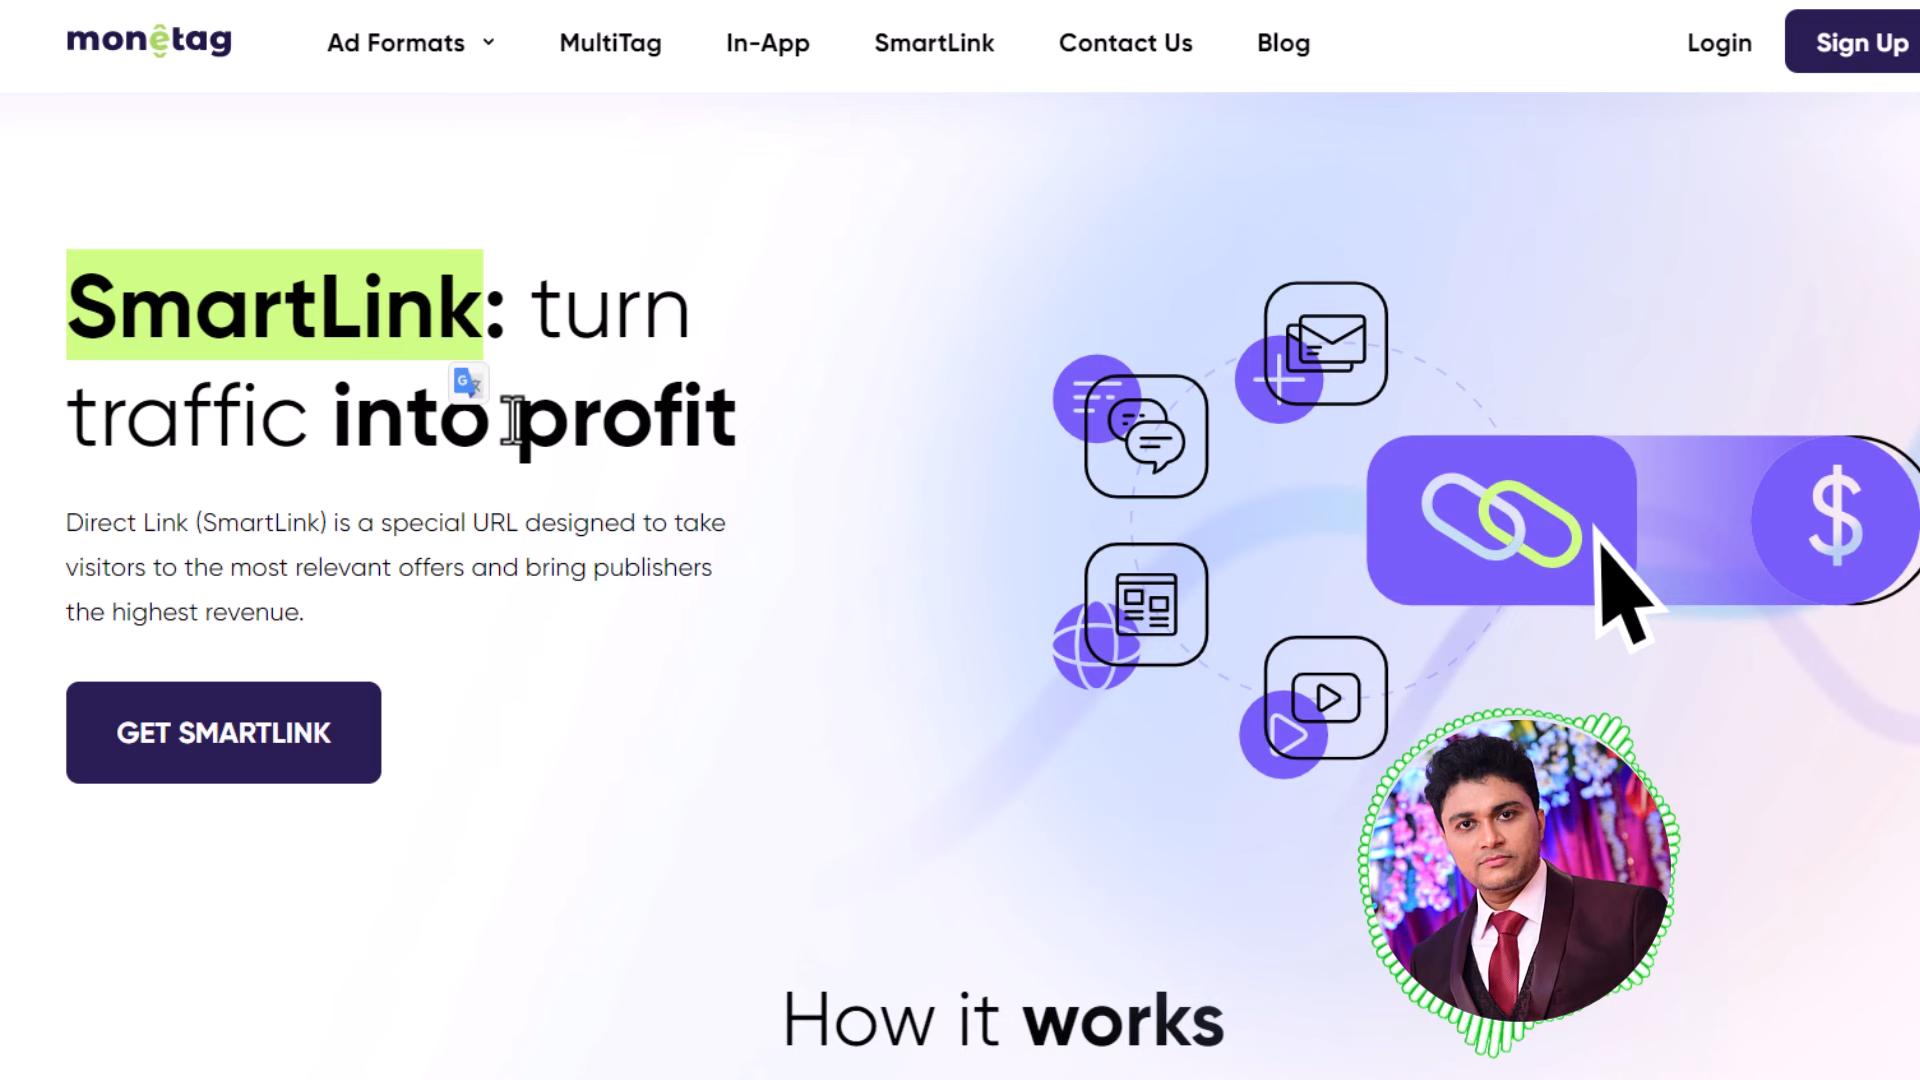 monetag
Ad Formats
MultiTag
In-App
SmartLink
Contact Us
Blog
Login
Sign Up
SmartLink: turn
traffic into profit
Direct Link (SmartLink) is a special URL designed to take
visitors to the most relevant offers and bring publishers
the highest revenue.
GET SMARTLINK
$
How it works